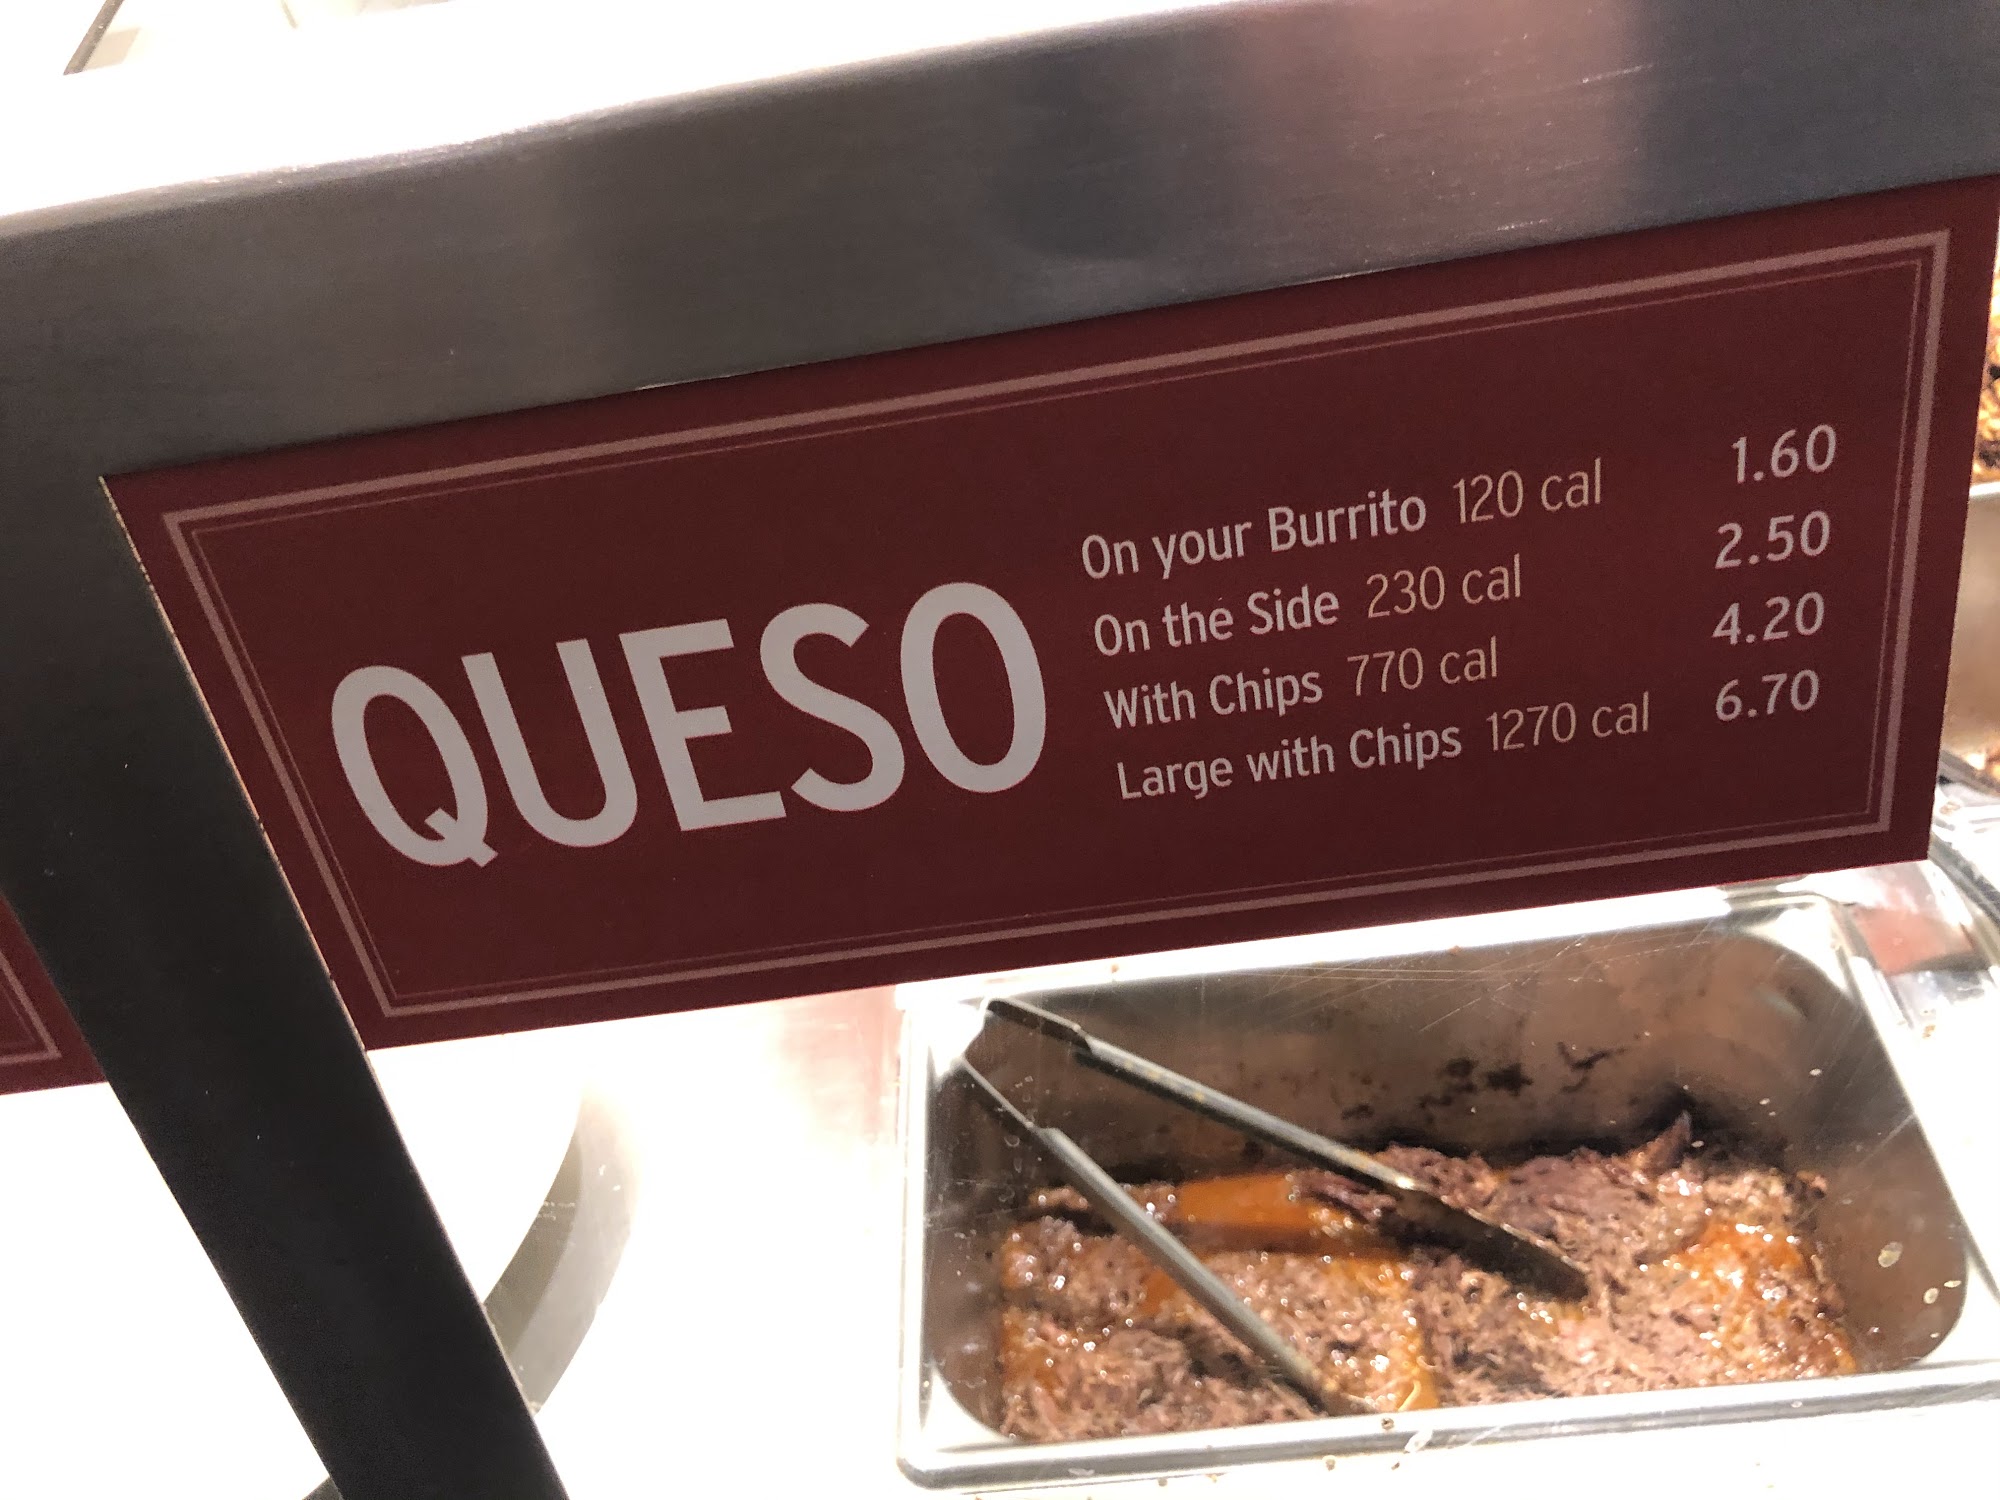 QUESO
On your Burrito 120 cal 1.60
On the Side 230 cal 2.50
With Chips 770 cal 4.20
Large with Chips 1270 cal 6.70